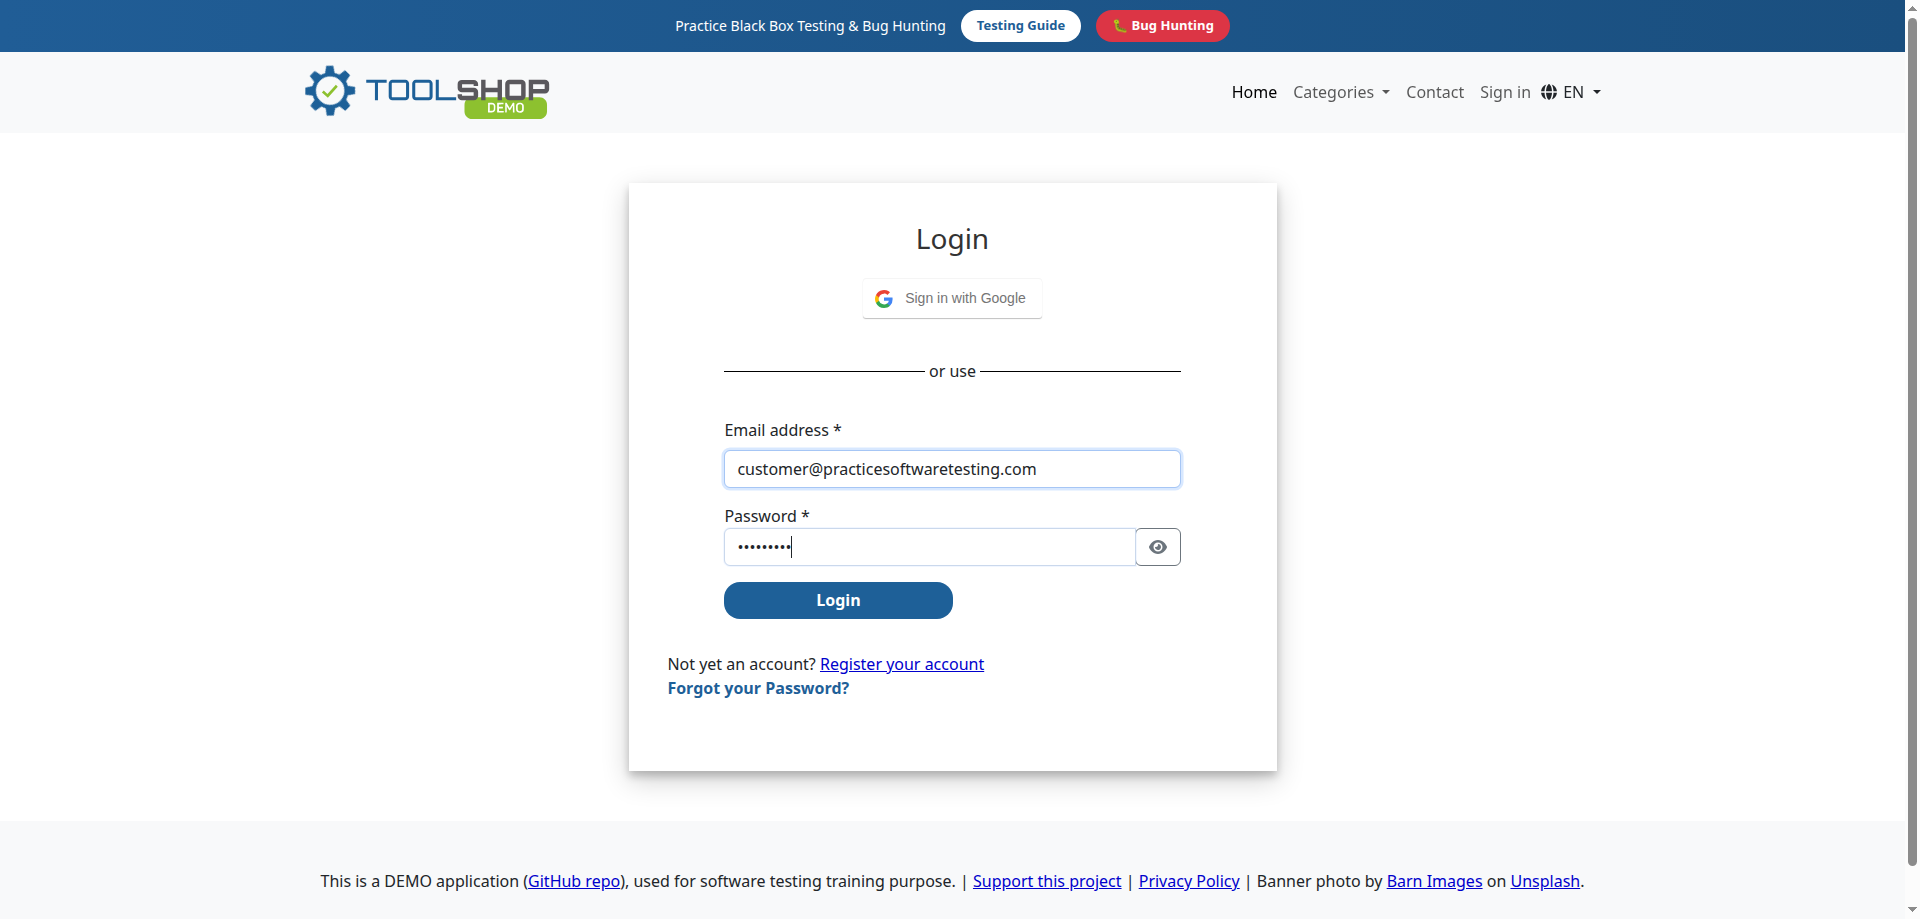 Practice Black Box Testing & Bug Hunting Testing Guide 🐛 Bug Hunting
TOOLSHOP
DEMO
Home Categories Contact Sign in EN
Login
Sign in with Google
or use
Email address *
customer@practicesoftwaretesting.com
Password *
•••••••••
Login
Not yet an account? Register your account
Forgot your Password?
This is a DEMO application (GitHub repo), used for software testing training purpose. | Support this project | Privacy Policy | Banner photo by Barn Images on Unsplash.